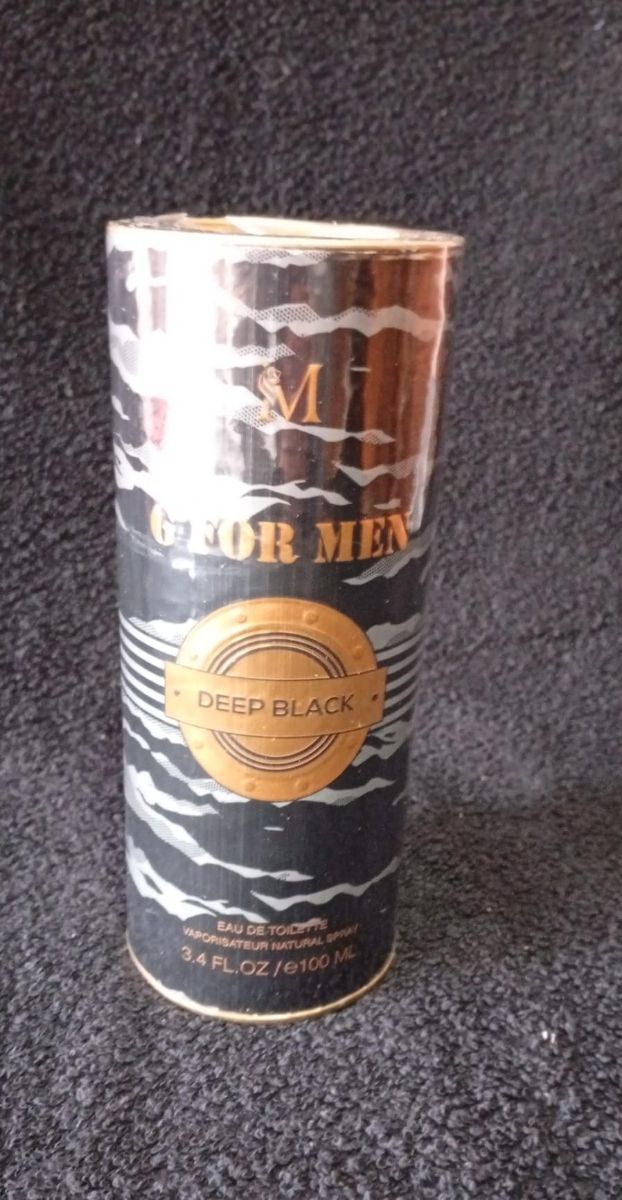 M
G FOR MEN
DEEP BLACK
EAU DE TOILETTE
VAPORISATEUR NATURAL SPRAY
3.4 FL.OZ / e100 ML